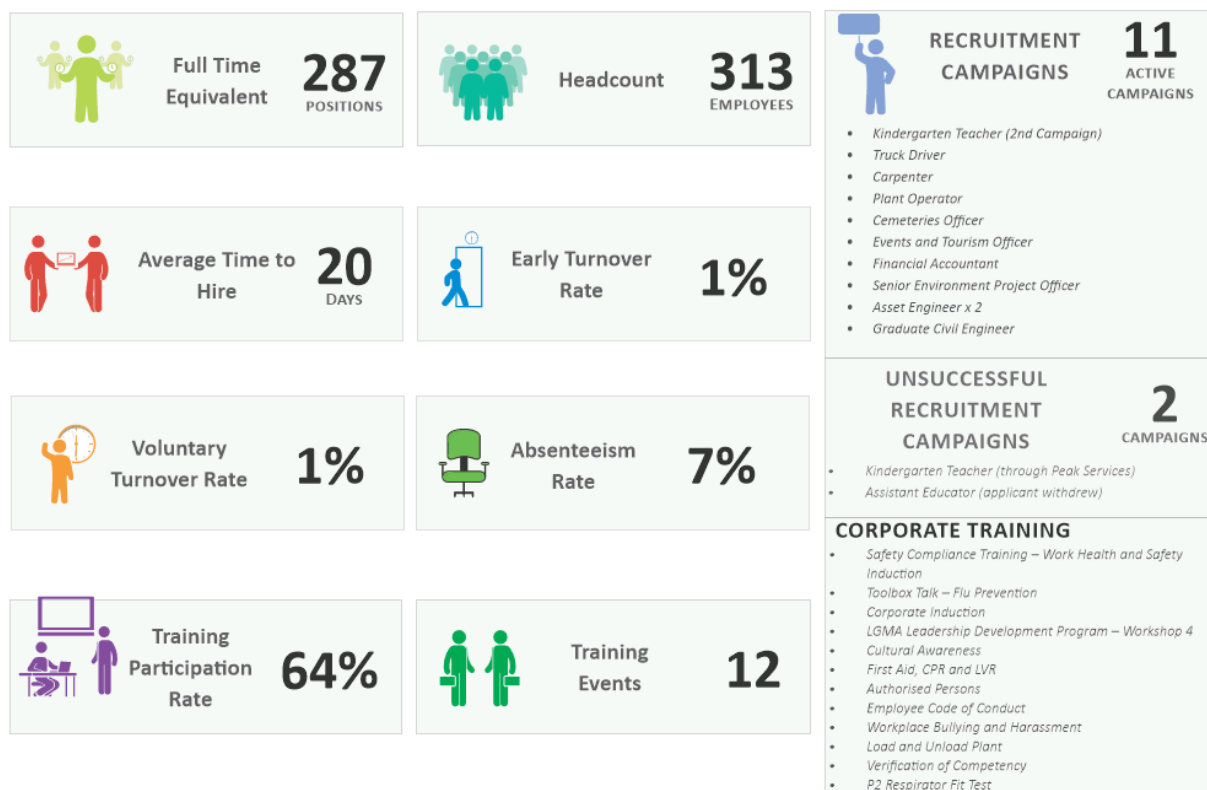 Full Time
Equivalent
287
POSITIONS
Headcount
313
EMPLOYEES
Average Time to
Hire
20
DAYS
Early Turnover
Rate
1%
Voluntary
Turnover Rate
1%
Absenteeism
Rate
7%
Training
Participation
Rate
64%
Training
Events
12
RECRUITMENT
CAMPAIGNS
11
ACTIVE
CAMPAIGNS
• Kindergarten Teacher (2nd Campaign)
• Truck Driver
• Carpenter
• Plant Operator
• Cemeteries Officer
• Events and Tourism Officer
• Financial Accountant
• Senior Environment Project Officer
• Asset Engineer x 2
• Graduate Civil Engineer
UNSUCCESSFUL
RECRUITMENT
CAMPAIGNS
2
CAMPAIGNS
• Kindergarten Teacher (through Peak Services)
• Assistant Educator (applicant withdrew)
CORPORATE TRAINING
• Safety Compliance Training – Work Health and Safety
Induction
• Toolbox Talk – Flu Prevention
• Corporate Induction
• LGMA Leadership Development Program – Workshop 4
• Cultural Awareness
• First Aid, CPR and LVR
• Authorised Persons
• Employee Code of Conduct
• Workplace Bullying and Harassment
• Load and Unload Plant
• Verification of Competency
• P2 Respirator Fit Test